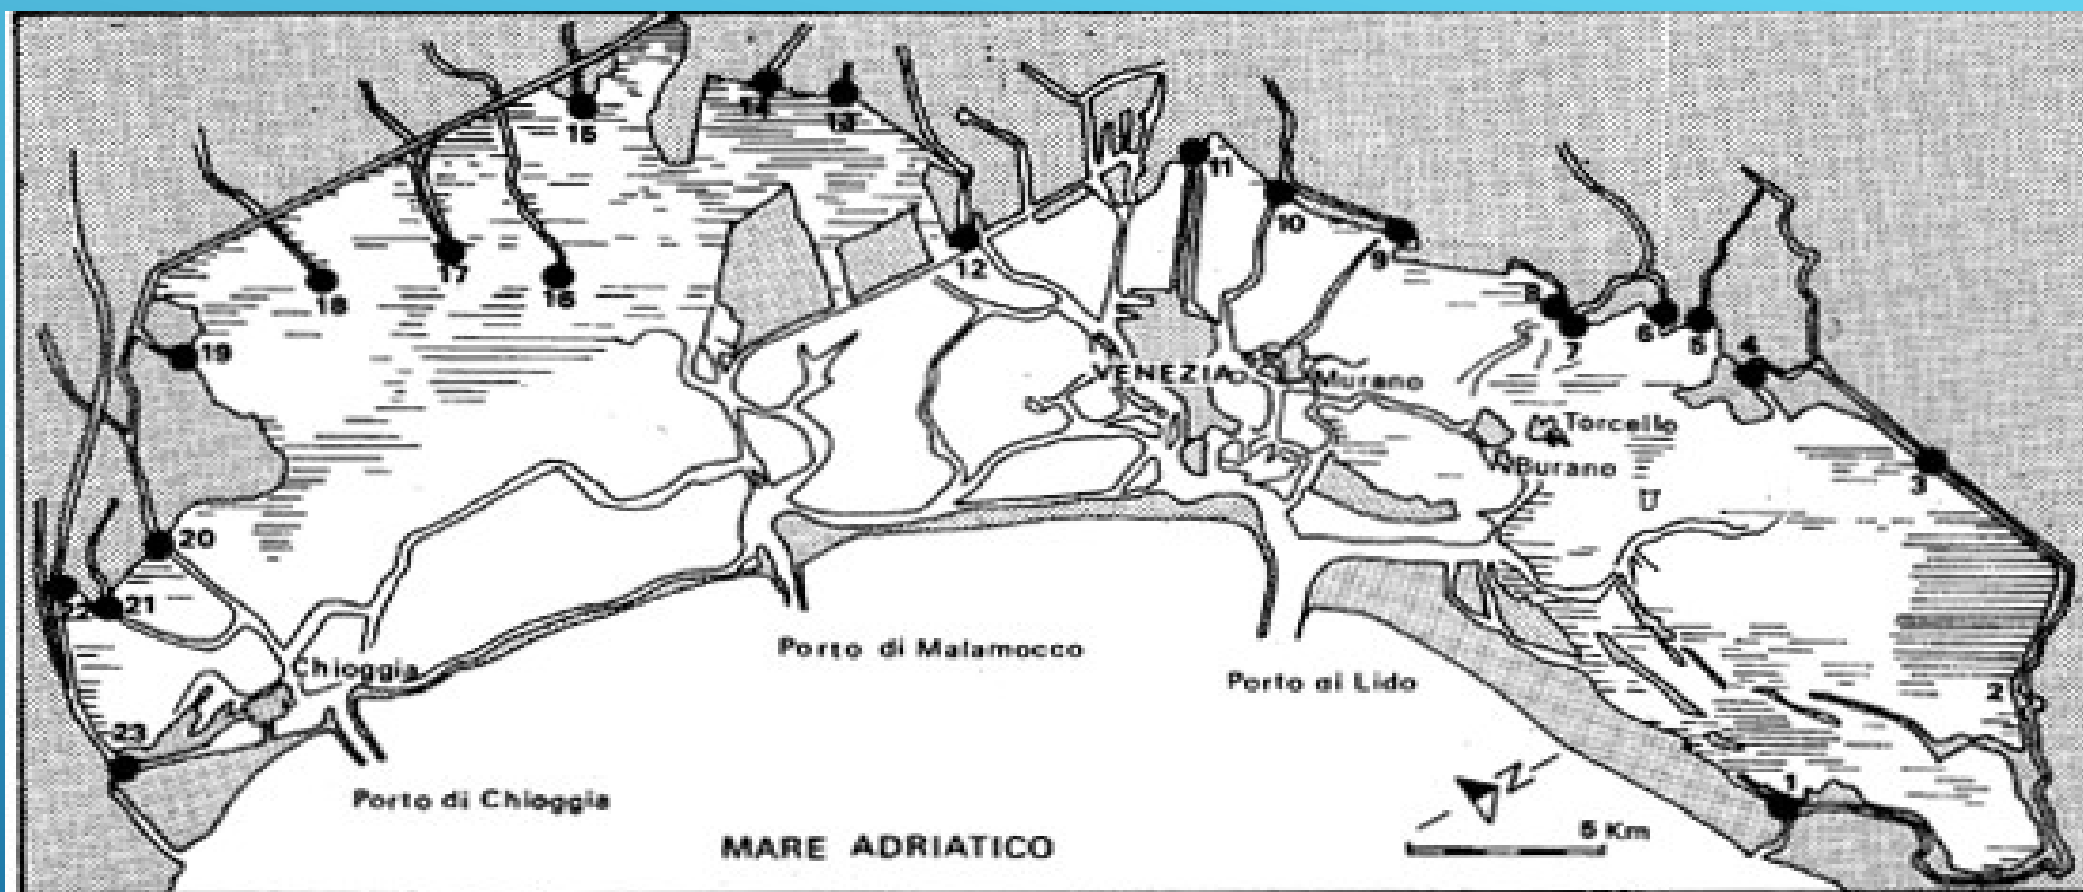 14
13
15
11
10
9
12
17
16
18
8
7
6
5
4
19
VENEZIA
Murano
Torcello
Burano
3
20
21
22
Chioggia
Porto di Malamocco
Porto di Lido
2
23
1
Porto di Chioggia
N
5 Km
MARE ADRIATICO